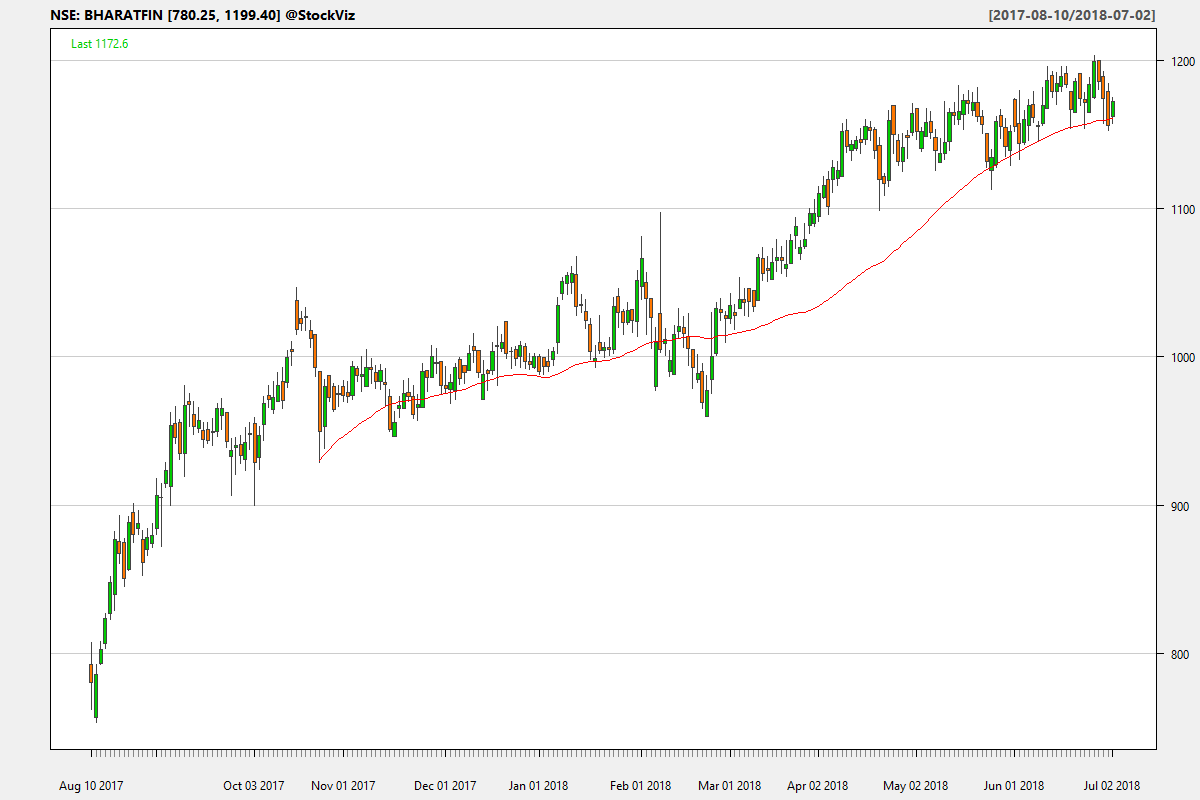 NSE: BHARATFIN [780.25, 1199.40] @StockViz
[2017-08-10/2018-07-02]
Last 1172.6
1200
1100
1000
900
800
Aug 10 2017
Oct 03 2017
Nov 01 2017
Dec 01 2017
Jan 01 2018
Feb 01 2018
Mar 01 2018
Apr 02 2018
May 02 2018
Jun 01 2018
Jul 02 2018